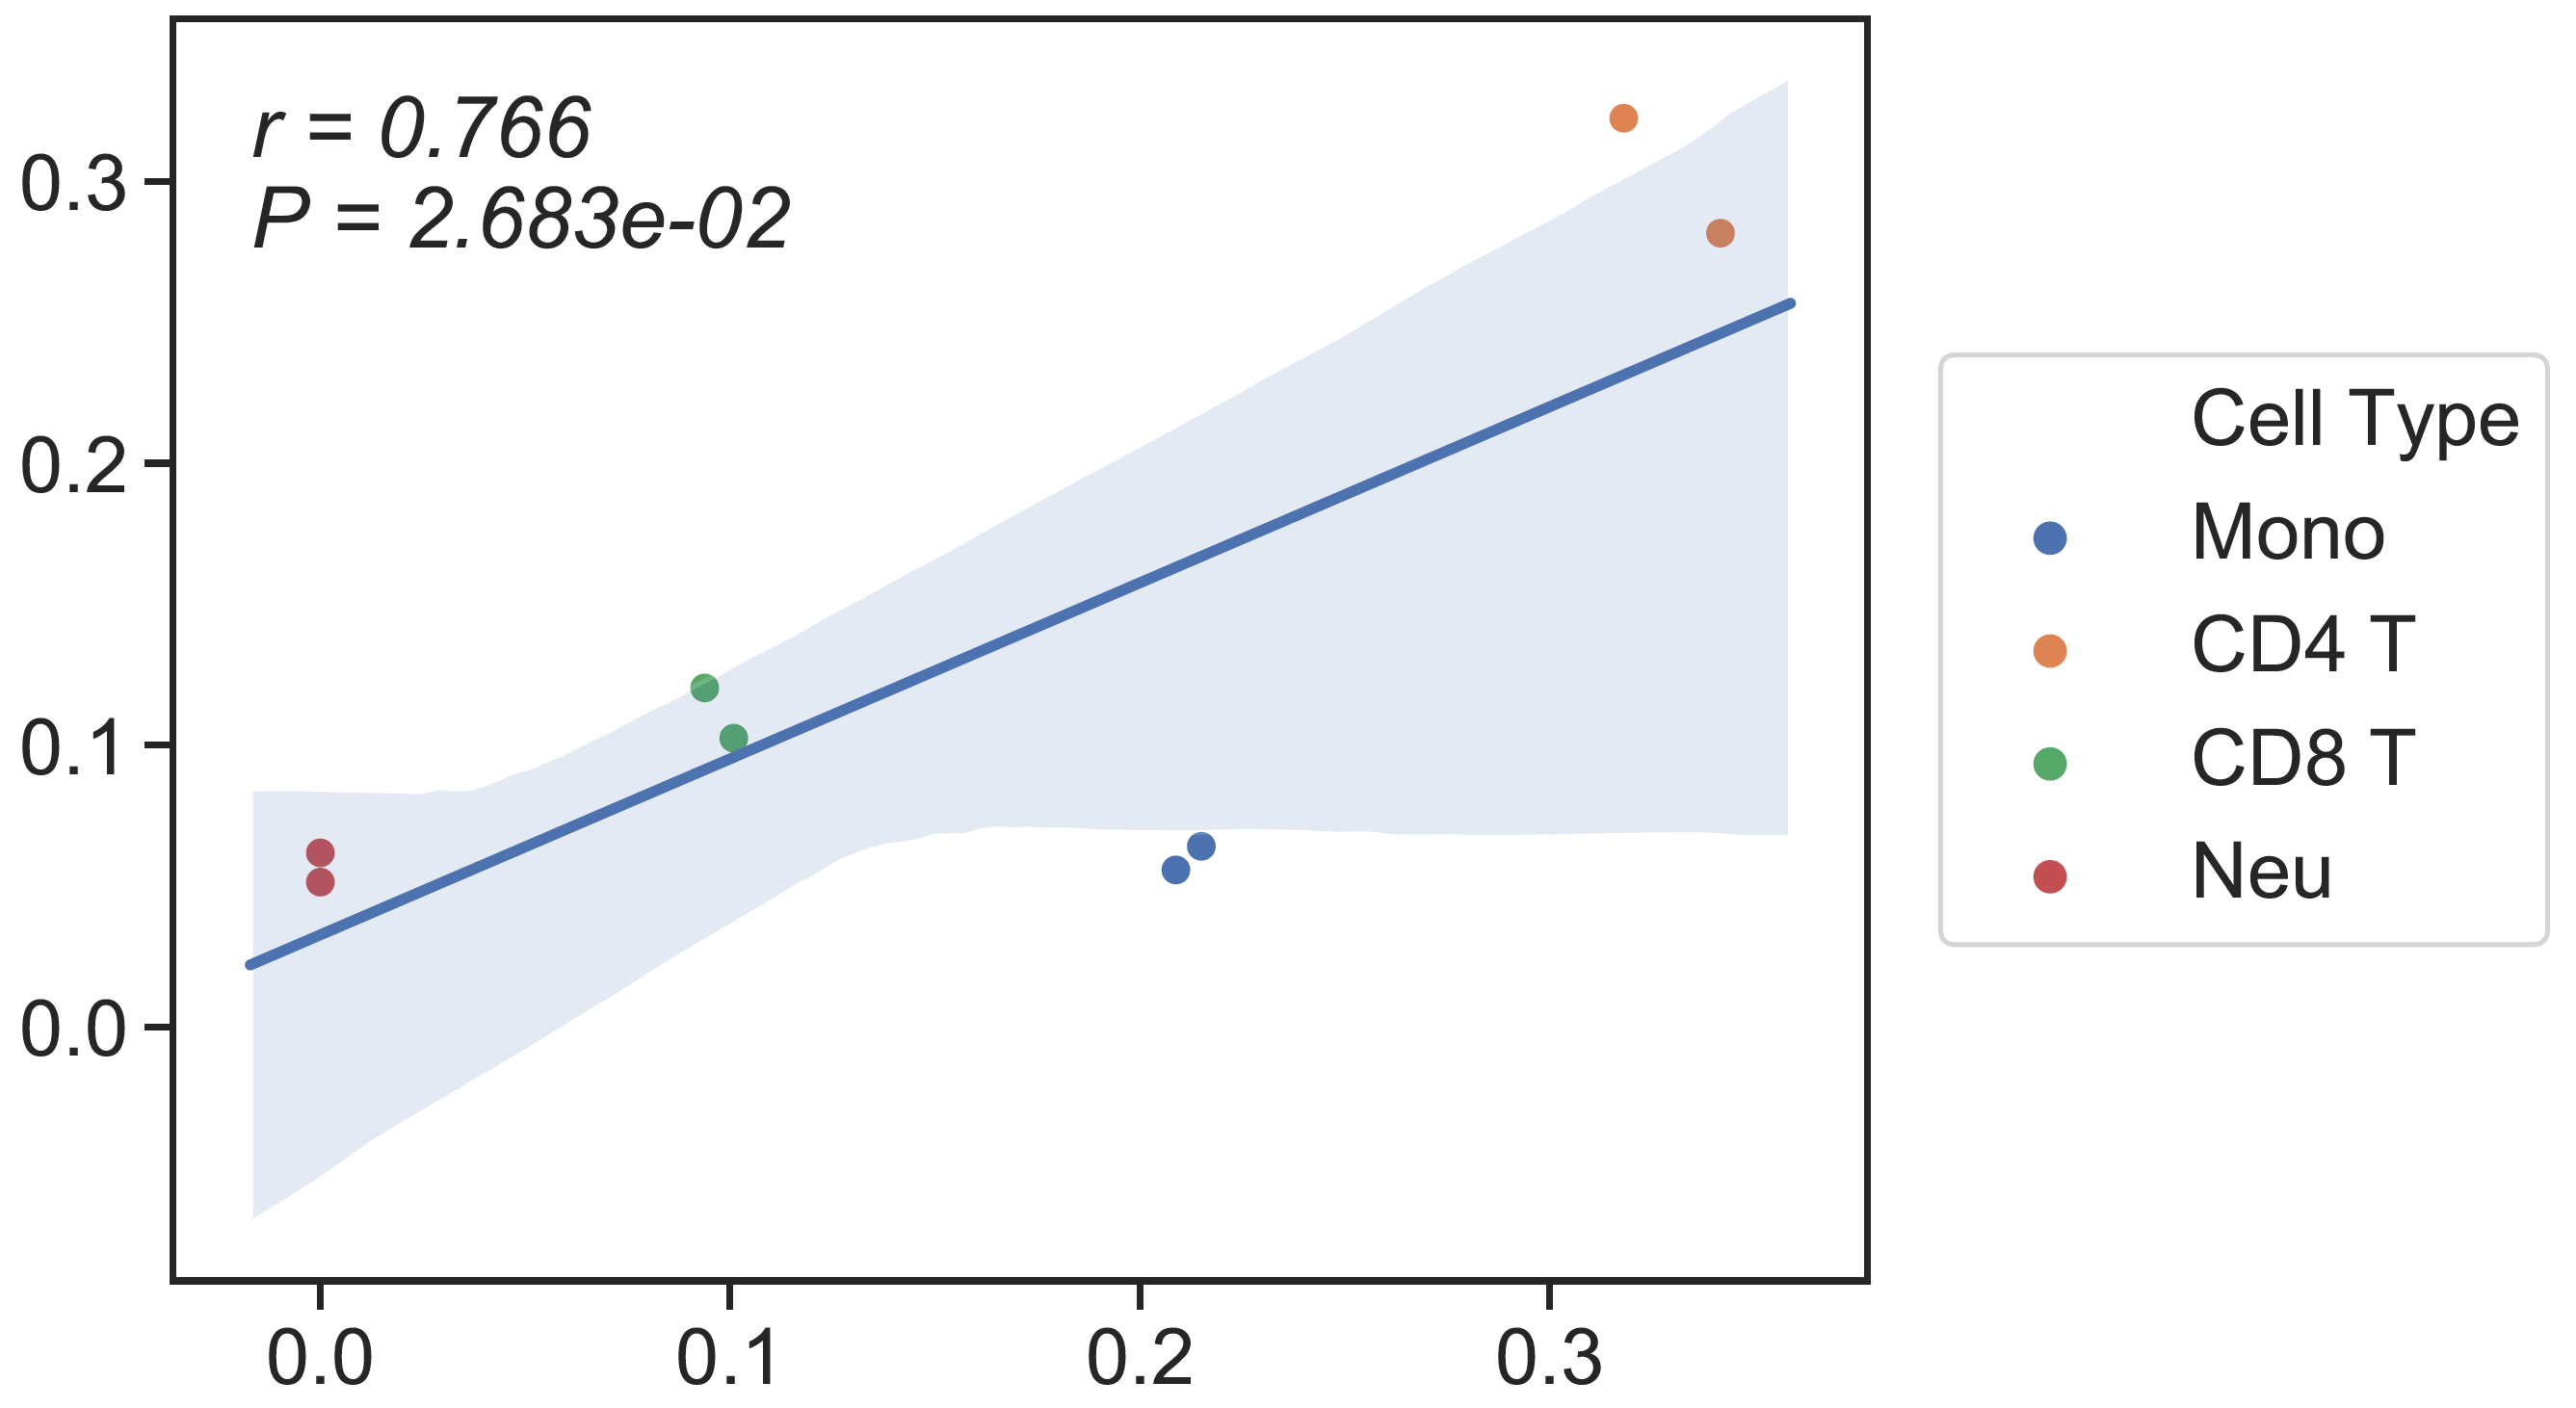 r = 0.766
P = 2.683e-02
0.3
0.2
0.1
0.0
0.0 0.1 0.2 0.3
Cell Type
Mono
CD4 T
CD8 T
Neu